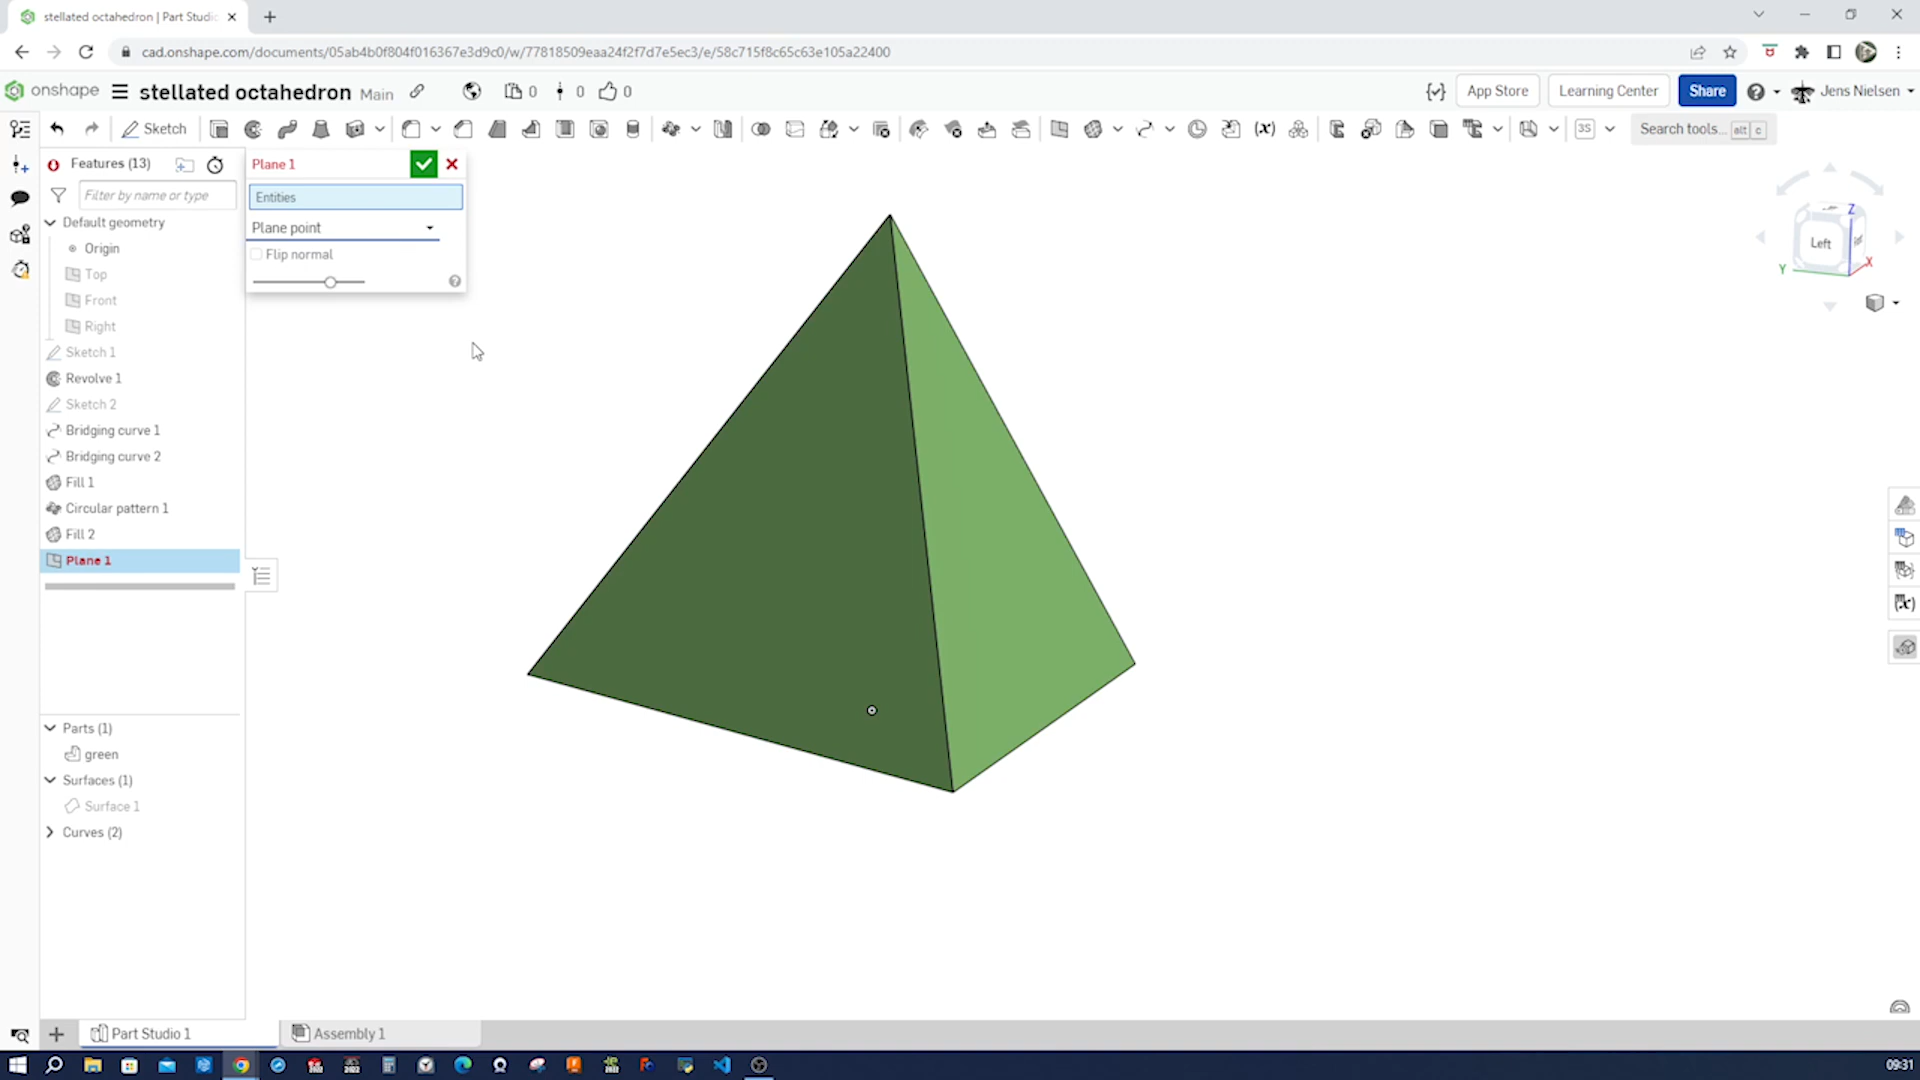 stellated octahedron | Part Studio
cad.onshape.com/documents/05ab4b0f804f016367e3d9c0/w/77818509eaa24f2f7d7e5ec3/e/58c715f8c65c63e105a22400
onshape
stellated octahedron Main
0 0 0
App Store
Learning Center
Share
Jens Nielsen
Sketch
(x)
3S
Search tools... alt c
Features (13)
Plane 1
Filter by name or type
Entities
Default geometry
Plane point
Origin
Flip normal
Top
Front
Right
Sketch 1
Revolve 1
Sketch 2
Bridging curve 1
Bridging curve 2
Fill 1
Circular pattern 1
Fill 2
Plane 1
Z
Left
Y
X
(x)
Parts (1)
green
Surfaces (1)
Surface 1
Curves (2)
Part Studio 1
Assembly 1
09:31